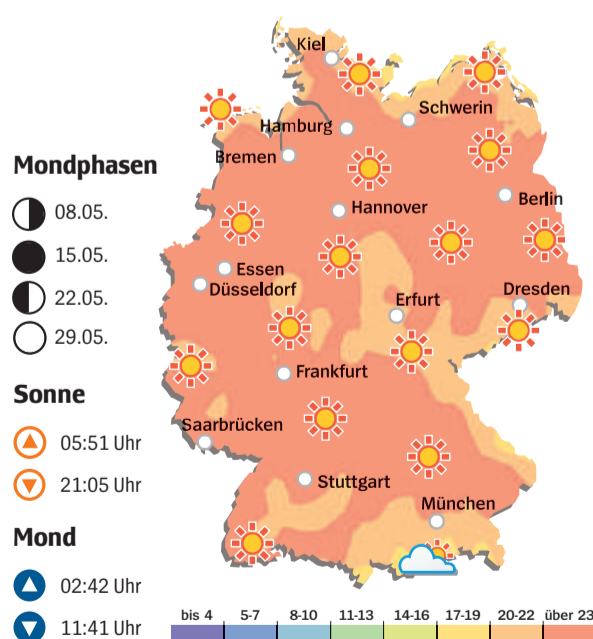 Mondphasen
08.05.
15.05.
22.05.
29.05.
Sonne
05:51 Uhr
21:05 Uhr
Mond
02:42 Uhr
11:41 Uhr
Kiel
Schwerin
Hamburg
Bremen
Berlin
Hannover
Essen
Düsseldorf
Erfurt
Dresden
Frankfurt
Saarbrücken
Stuttgart
München
bis 4 5-7 8-10 11-13 14-16 17-19 20-22 über 23